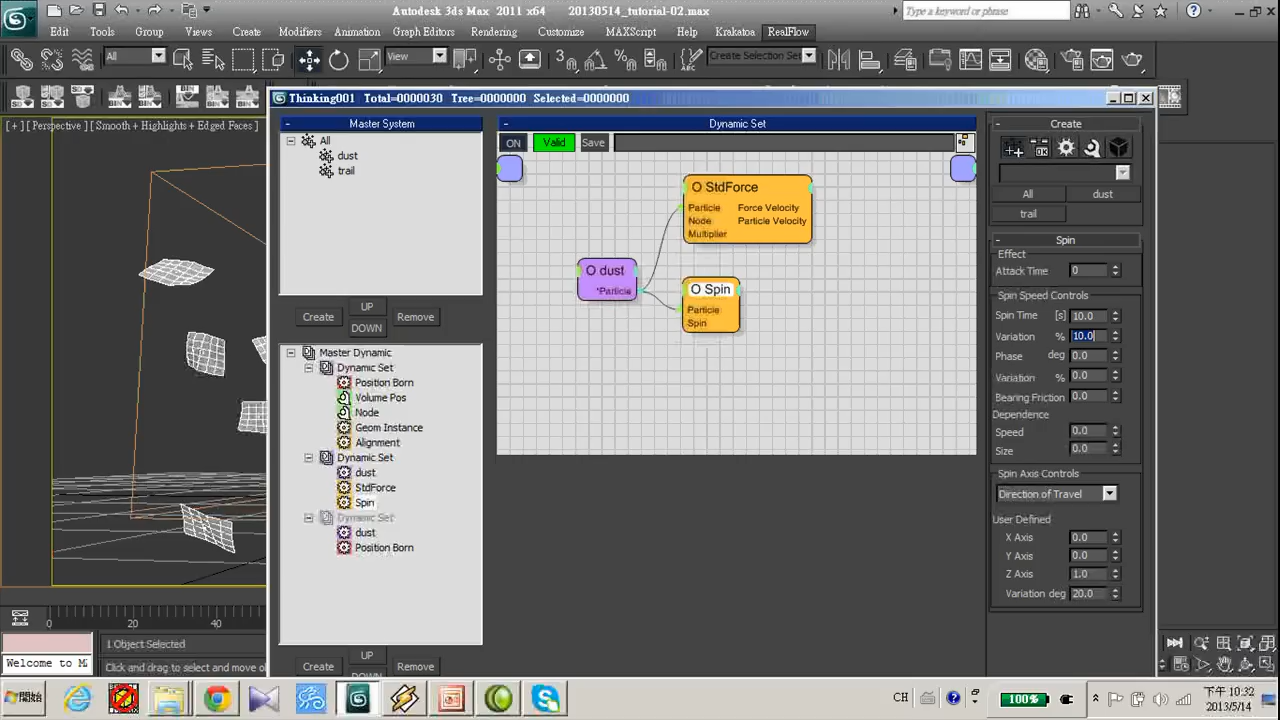 Autodesk 3ds Max 2011 x64 20130514_tutorial-02.max
Type a keyword or phrase
Edit Tools Group Views Create Modifiers Animation Graph Editors Rendering Customize MAXScript Help Krakatoa RealFlow
All
View
Create Selection Set
[ + ] [ Perspective ] [ Smooth + Highlights + Edged Faces ]
Thinking001 Total=0000030 Tree=0000000 Selected=0000000
Master System
All
dust
trail
UP
Create
Remove
DOWN
Master Dynamic
Dynamic Set
Position Born
Volume Pos
Node
Geom Instance
Alignment
Dynamic Set
dust
StdForce
Spin
Dynamic Set
dust
Position Born
UP
Create
Remove
DOWN
Dynamic Set
ON Valid Save
O StdForce
Particle Force Velocity
Node Particle Velocity
Multiplier
O dust
*Particle
O Spin
Particle
Spin
Create
All dust
trail
Spin
Effect
Attack Time 0
Spin Speed Controls
Spin Time [s] 10.0
Variation % 10.0
Phase deg 0.0
Variation % 0.0
Bearing Friction 0.0
Dependence
Speed 0.0
Size 0.0
Spin Axis Controls
Direction of Travel
User Defined
X Axis 0.0
Y Axis 0.0
Z Axis 1.0
Variation deg 20.0
0 20 40
1 Object Selected
Welcome to M
Click and drag to select and move o
開始
CH
100%
下午 10:32
2013/5/14